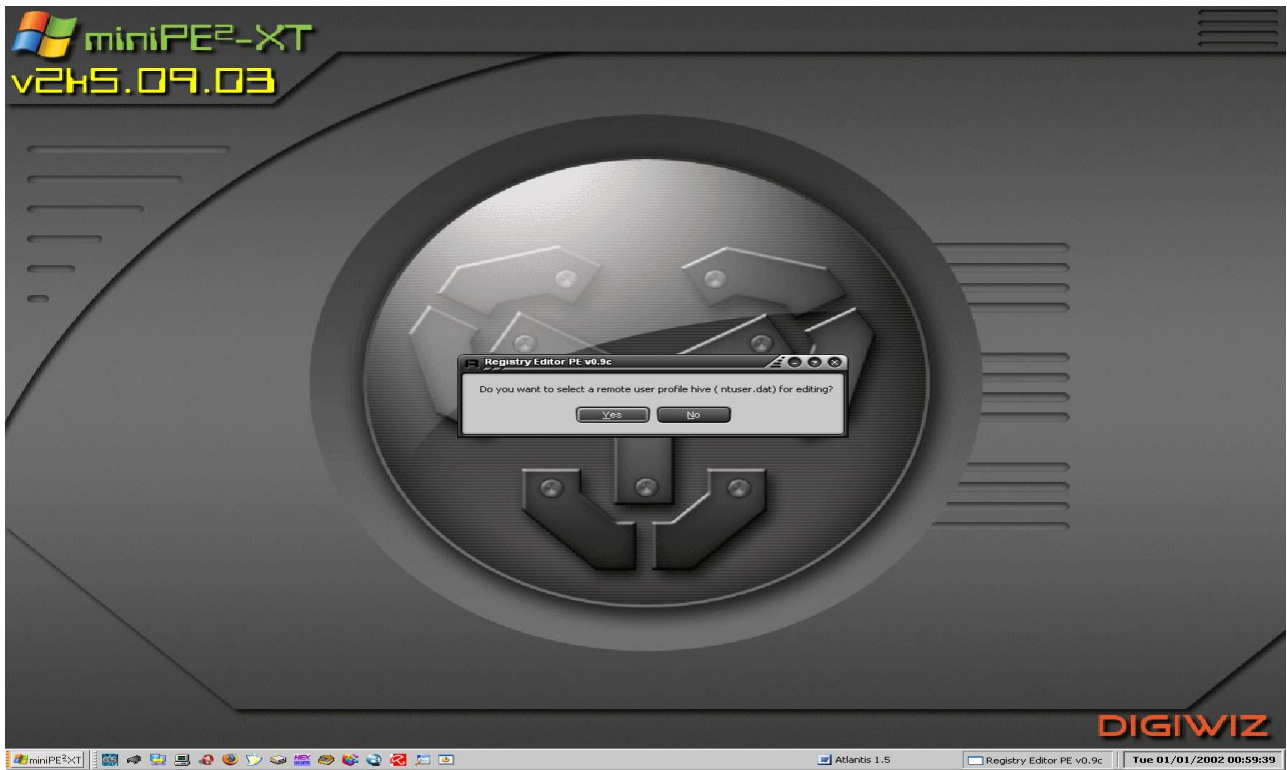 miniPE²-XT
v2k5.09.03
Registry Editor PE v0.9c
Do you want to select a remote user profile hive ( ntuser.dat) for editing?
Yes
No
DIGIWIZ
miniPE²XT
HEX
Atlantis 1.5
Registry Editor PE v0.9c
Tue 01/01/2002 00:59:39